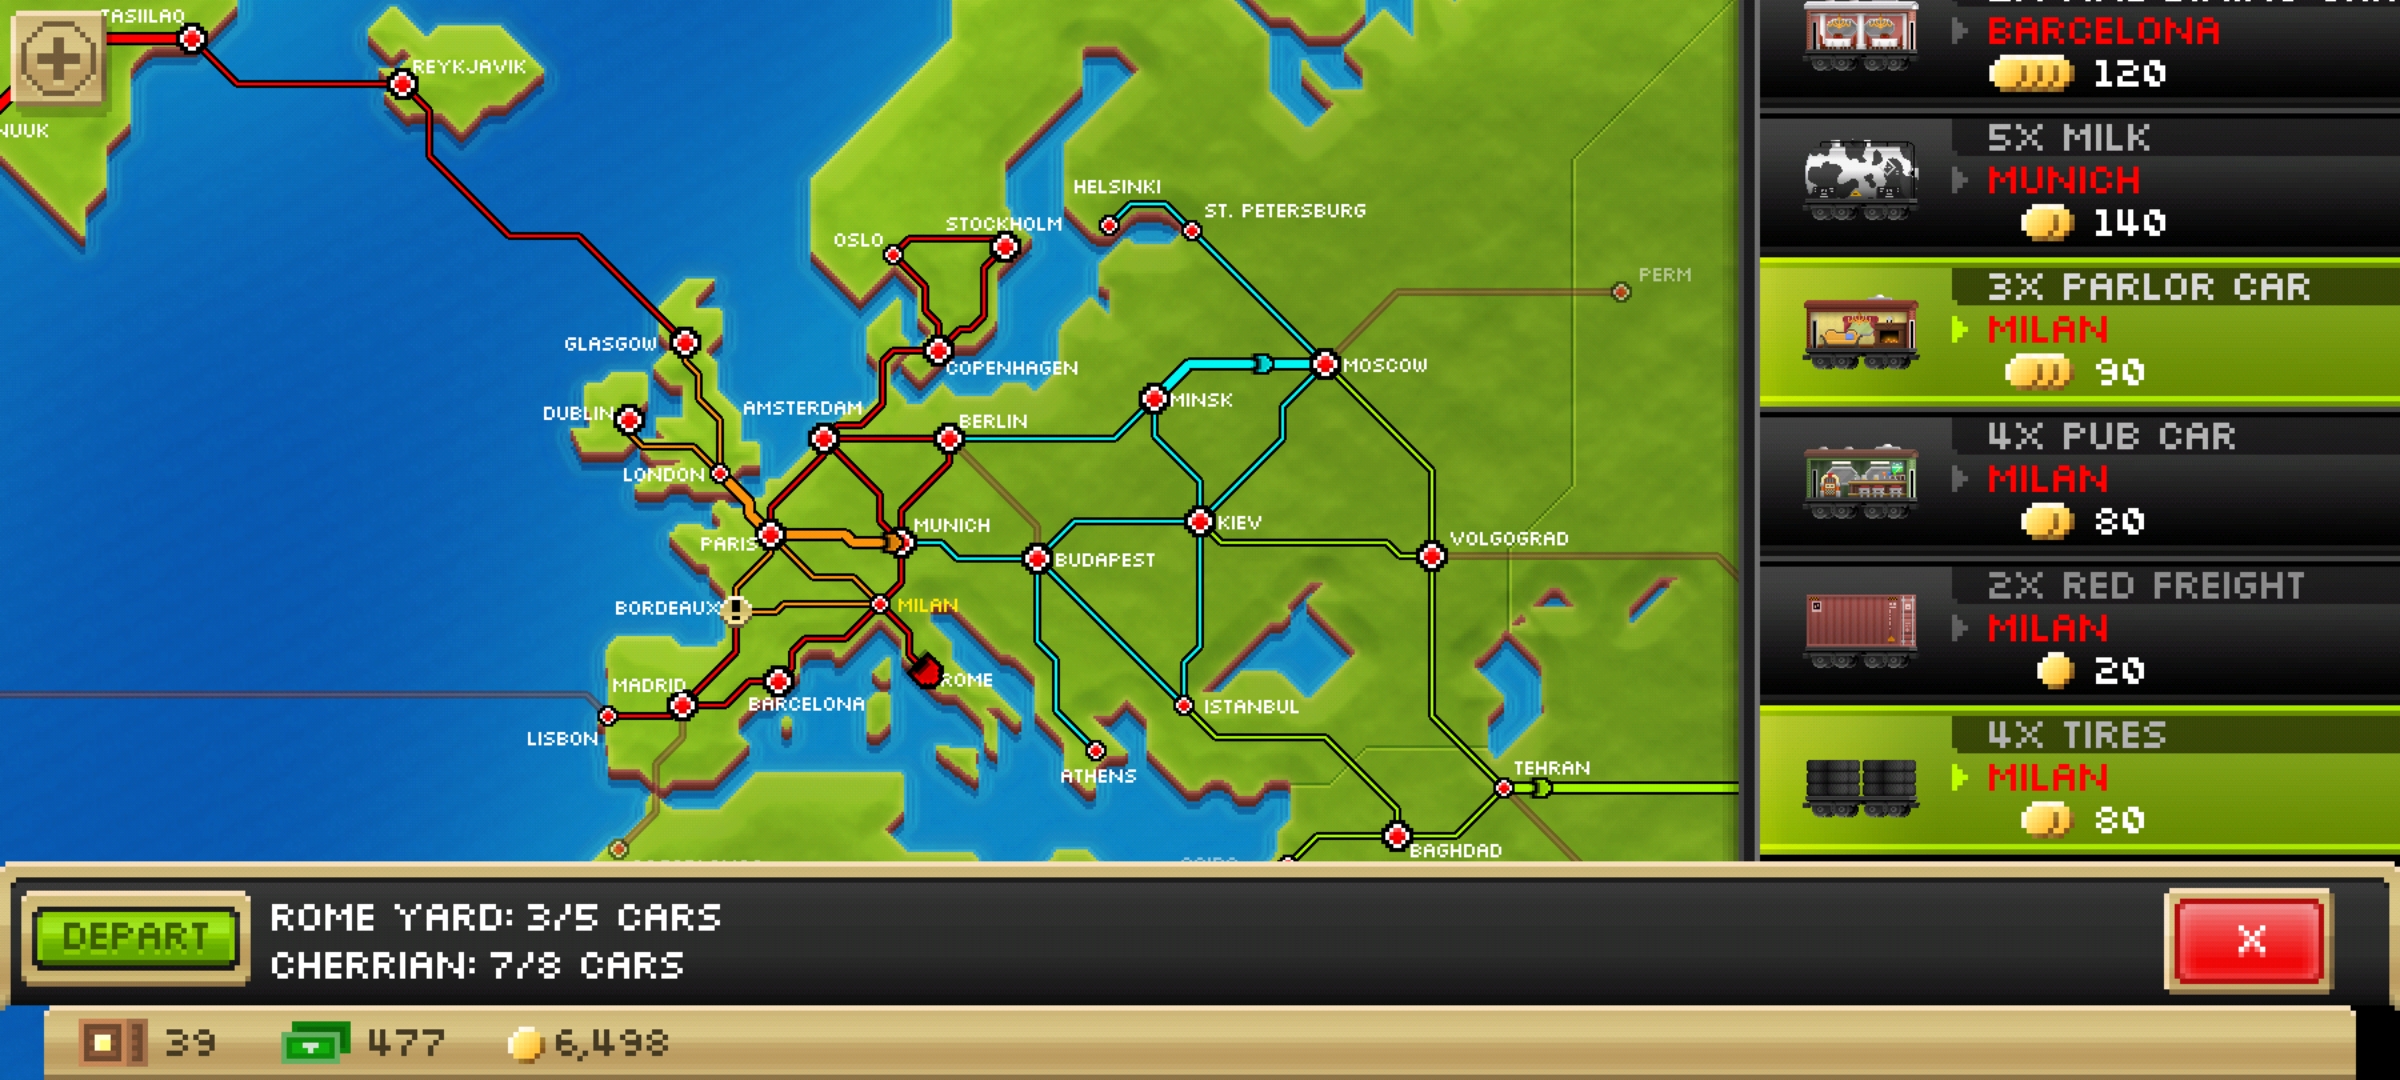 TASIILAQ
REYKJAVIK
NUUK
HELSINKI
ST. PETERSBURG
STOCKHOLM
OSLO
PERM
GLASGOW
COPENHAGEN
MOSCOW
MINSK
DUBLIN
AMSTERDAM
BERLIN
LONDON
MUNICH
KIEV
PARIS
BUDAPEST
VOLGOGRAD
BORDEAUX
MILAN
MADRID
ROME
BARCELONA
ISTANBUL
LISBON
ATHENS
TEHRAN
BAGHDAD
BARCELONA
120
5X MILK
MUNICH
140
3X PARLOR CAR
MILAN
90
4X PUB CAR
MILAN
80
2X RED FREIGHT
MILAN
20
4X TIRES
MILAN
80
DEPART
ROME YARD: 3/5 CARS
CHERRIAN: 7/8 CARS
X
39
477
6,498